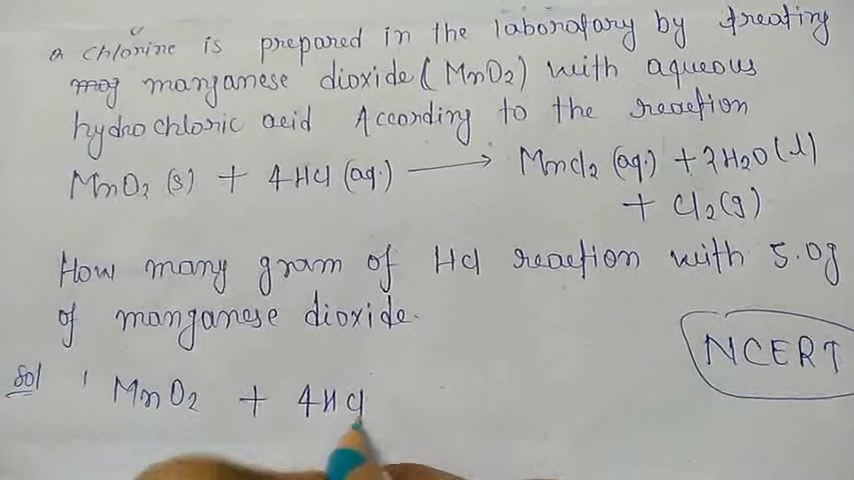 Q Chlorine is prepared in the laboratary by treating
manganese dioxide (MnO2) with aqueous
hydrochloric acid According to the reaction
MnO2 (s) + 4HCl (aq.) ⟶ MnCl2 (aq.) + 2H2O (l)
+ Cl2 (g)
How many gram of HCl reaction with 5.0g
of manganese dioxide.
NCERT
Sol MnO2 + 4HCl